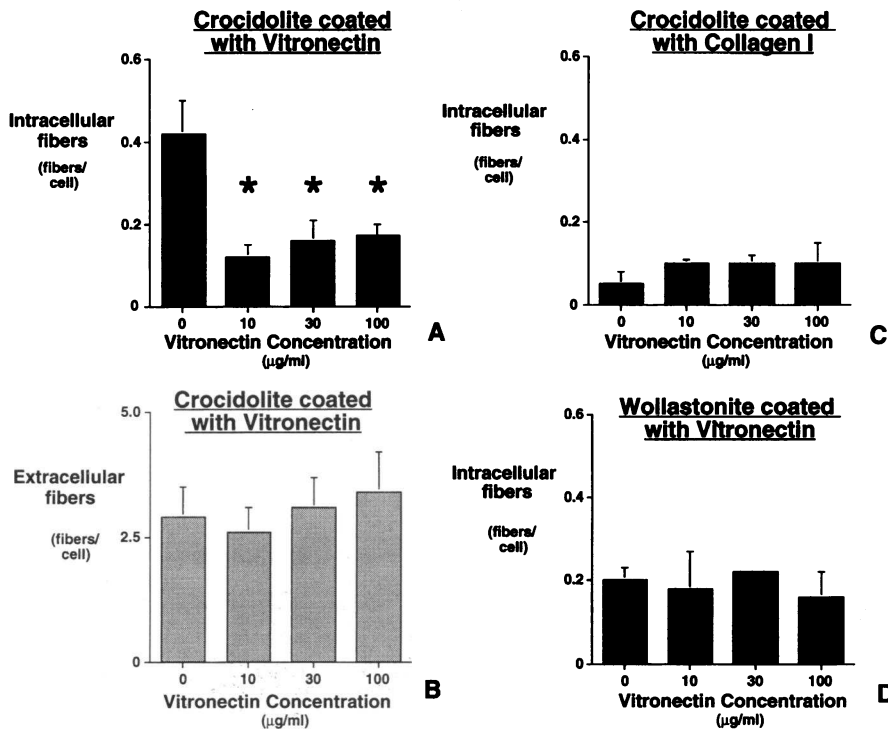 Crocidolite coated
with Vitronectin
0.6
Intracellular
fibers
0.4
(fibers/
cell)
* * *
0.2
0
0 10 30 100
Vitronectin Concentration
(μg/ml)
A
Crocidolite coated
with Collagen I
0.6
Intracellular
fibers
0.4
(fibers/
cell)
0.2
0
0 10 30 100
Vitronectin Concentration
(μg/ml)
C
Crocidolite coated
with Vitronectin
5.0
Extracellular
fibers
(fibers/
cell)
2.5
0
0 10 30 100
Vitronectin Concentration
(μg/ml)
B
Wollastonite coated
with Vitronectin
0.6
Intracellular
fibers
0.4
(fibers/
cell)
0.2
0
0 10 30 100
Vitronectin Concentration
(μg/ml)
D